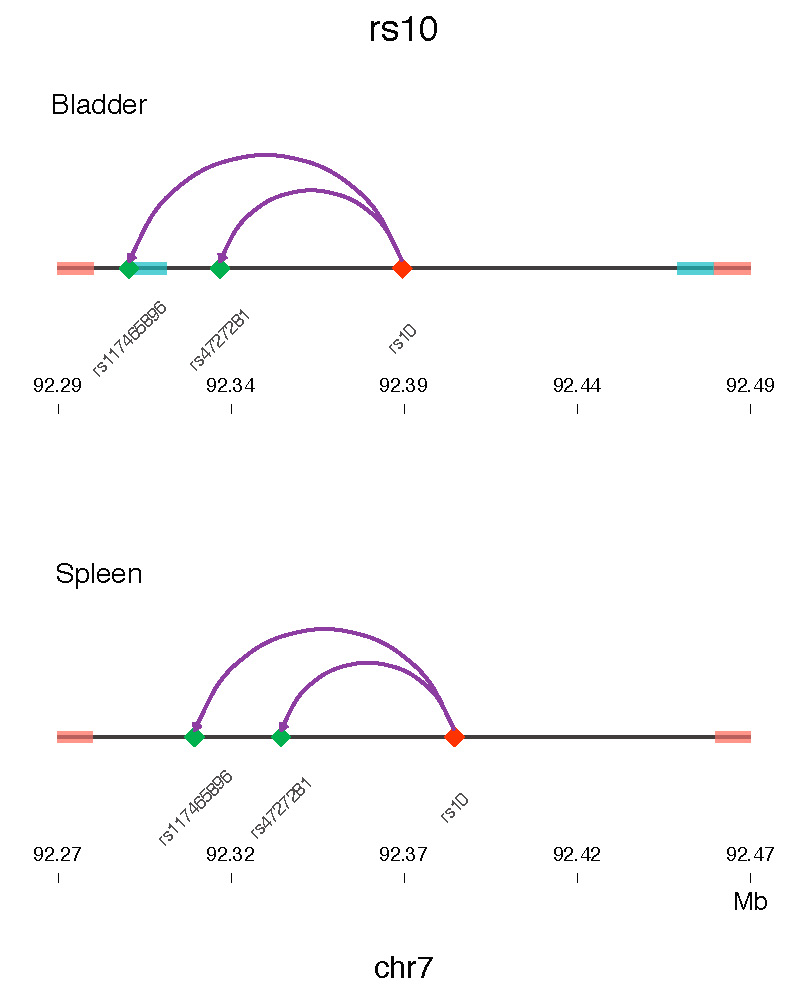 rs10
Bladder
rs117465896 rs4727281 rs10
92.29 92.34 92.39 92.44 92.49
Spleen
rs117465896 rs4727281 rs10
92.27 92.32 92.37 92.42 92.47
Mb
chr7